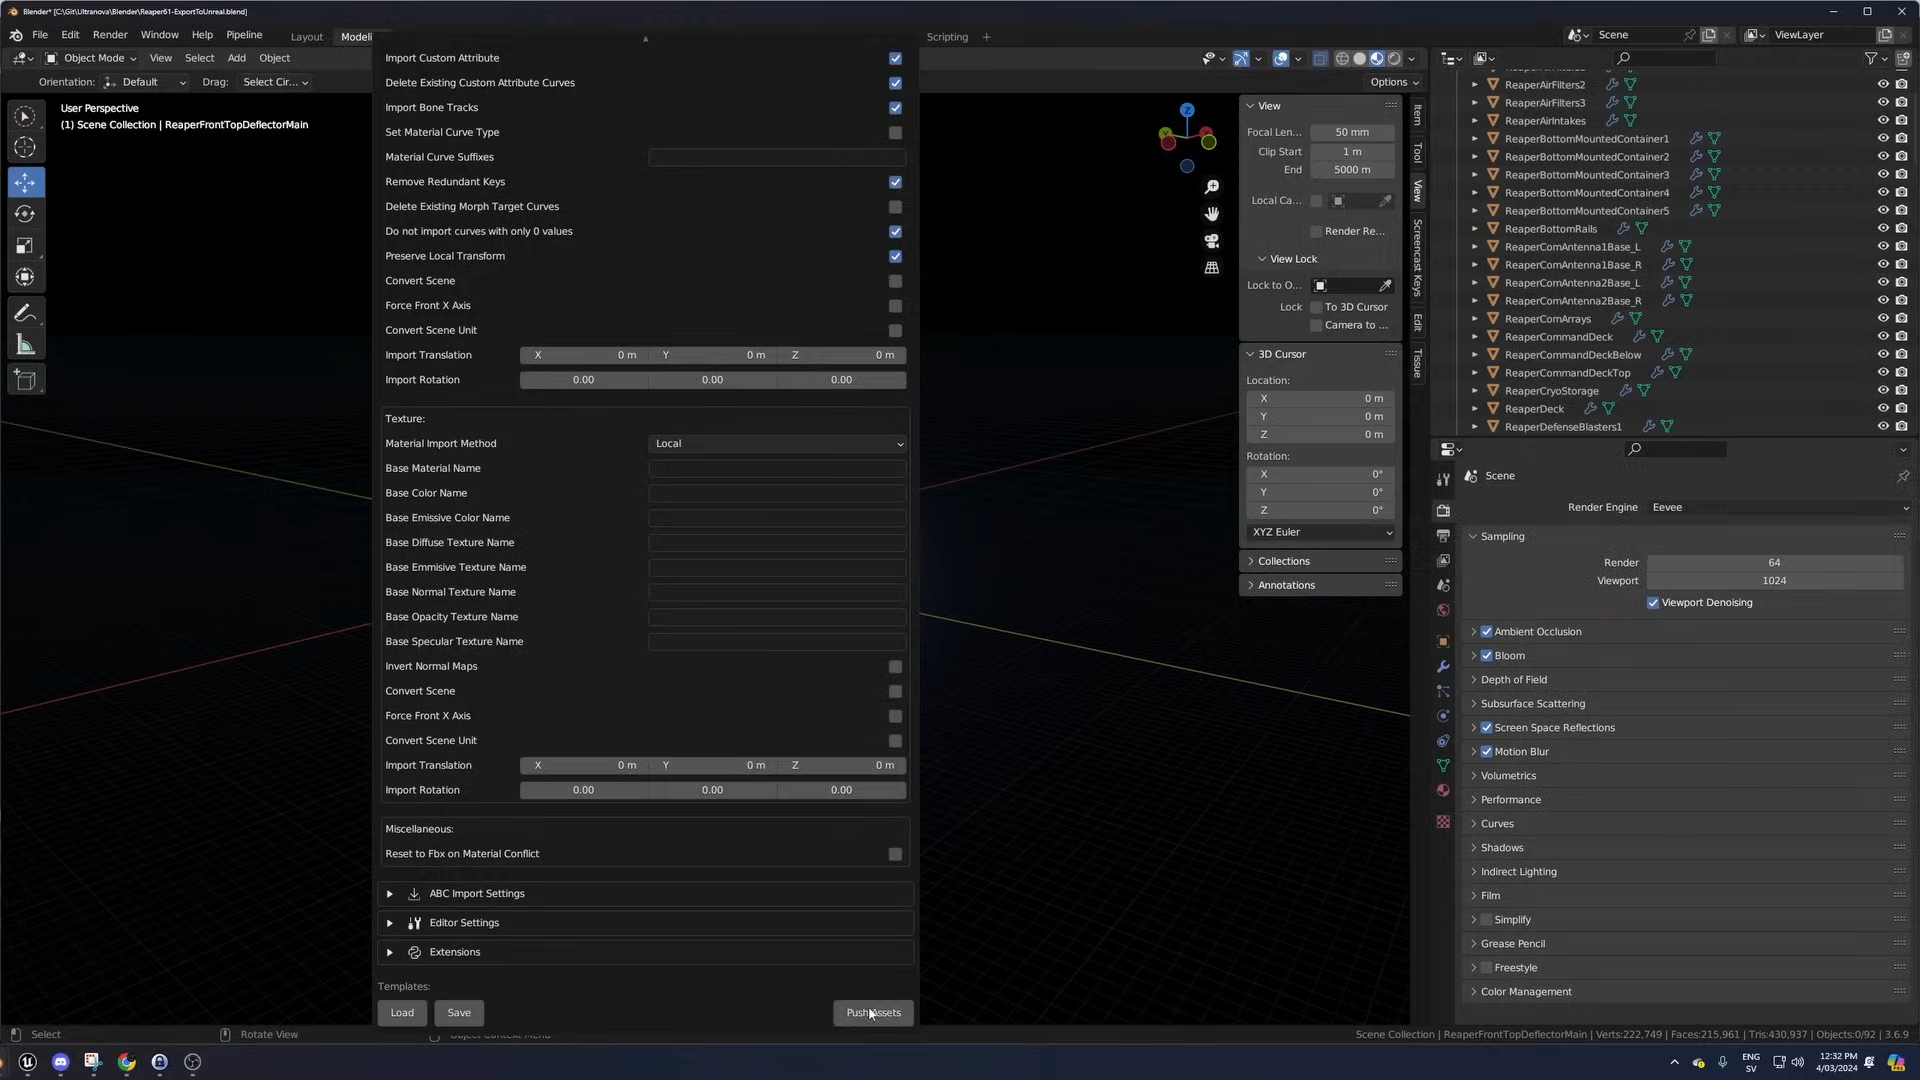 Blender* [C:\Git\Ultranova\Blender\Reaper61-ExportToUnreal.blend]
File Edit Render Window Help Pipeline Layout Modeli Scripting Scene ViewLayer
Object Mode View Select Add Object
Orientation: Default Drag: Select Cir... Options
User Perspective
(1) Scene Collection | ReaperFrontTopDeflectorMain
Import Custom Attribute
Delete Existing Custom Attribute Curves
Import Bone Tracks
Set Material Curve Type
Material Curve Suffixes
Remove Redundant Keys
Delete Existing Morph Target Curves
Do not import curves with only 0 values
Preserve Local Transform
Convert Scene
Force Front X Axis
Convert Scene Unit
Import Translation X 0 m Y 0 m Z 0 m
Import Rotation 0.00 0.00 0.00
Texture:
Material Import Method Local
Base Material Name
Base Color Name
Base Emissive Color Name
Base Diffuse Texture Name
Base Emmisive Texture Name
Base Normal Texture Name
Base Opacity Texture Name
Base Specular Texture Name
Invert Normal Maps
Convert Scene
Force Front X Axis
Convert Scene Unit
Import Translation X 0 m Y 0 m Z 0 m
Import Rotation 0.00 0.00 0.00
Miscellaneous:
Reset to Fbx on Material Conflict
ABC Import Settings
Editor Settings
Extensions
Templates:
Load Save Push Assets
Z
View
Focal Len... 50 mm
Clip Start 1 m
End 5000 m
Local Ca...
Render Re...
View Lock
Lock to O...
Lock To 3D Cursor
Camera to ...
3D Cursor
Location:
X 0 m
Y 0 m
Z 0 m
Rotation:
X 0°
Y 0°
Z 0°
XYZ Euler
Collections
Annotations
Item
Tool
View
Screencast Keys
Edit
Tissue
ReaperAirFilters2
ReaperAirFilters3
ReaperAirIntakes
ReaperBottomMountedContainer1
ReaperBottomMountedContainer2
ReaperBottomMountedContainer3
ReaperBottomMountedContainer4
ReaperBottomMountedContainer5
ReaperBottomRails
ReaperComAntenna1Base_L
ReaperComAntenna1Base_R
ReaperComAntenna2Base_L
ReaperComAntenna2Base_R
ReaperComArrays
ReaperCommandDeck
ReaperCommandDeckBelow
ReaperCommandDeckTop
ReaperCryoStorage
ReaperDeck
ReaperDefenseBlasters1
Scene
Render Engine Eevee
Sampling
Render 64
Viewport 1024
Viewport Denoising
Ambient Occlusion
Bloom
Depth of Field
Subsurface Scattering
Screen Space Reflections
Motion Blur
Volumetrics
Performance
Curves
Shadows
Indirect Lighting
Film
Simplify
Grease Pencil
Freestyle
Color Management
Select Rotate View Object Context Menu Scene Collection | ReaperFrontTopDeflectorMain | Verts:222,749 | Faces:215,961 | Tris:430,937 | Objects:0/92 | 3.6.9
ENG
SV
12:32 PM
4/03/2024